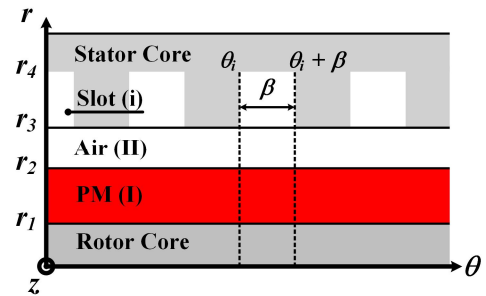 r
Stator Core
r4
θi
θi + β
β
Slot (i)
r3
Air (II)
r2
PM (I)
r1
Rotor Core
z
θ